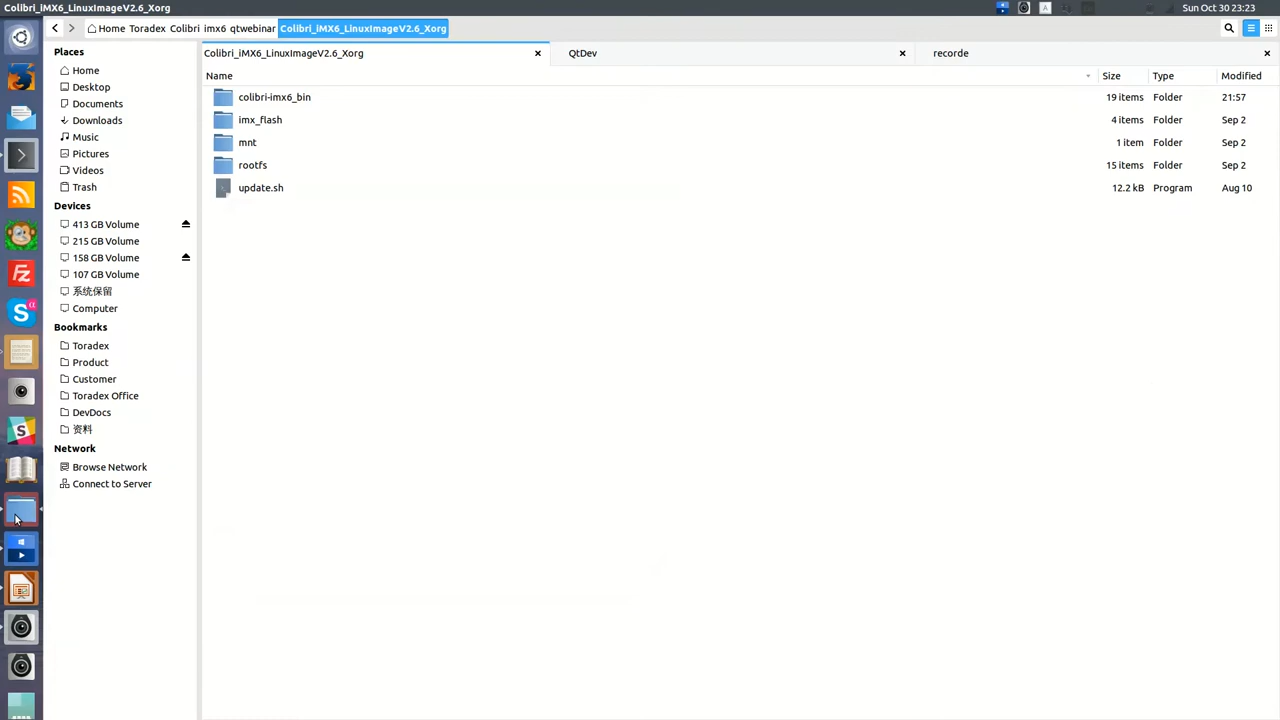 Colibri_iMX6_LinuxImageV2.6_Xorg
Sun Oct 30 23:23
Home Toradex Colibri imx6 qtwebinar Colibri_iMX6_LinuxImageV2.6_Xorg
Places
Home
Desktop
Documents
Downloads
Music
Pictures
Videos
Trash
Devices
413 GB Volume
215 GB Volume
158 GB Volume
107 GB Volume
系统保留
Computer
Bookmarks
Toradex
Product
Customer
Toradex Office
DevDocs
资料
Network
Browse Network
Connect to Server
Colibri_iMX6_LinuxImageV2.6_Xorg
QtDev
recorde
Name Size Type Modified
colibri-imx6_bin 19 items Folder 21:57
imx_flash 4 items Folder Sep 2
mnt 1 item Folder Sep 2
rootfs 15 items Folder Sep 2
update.sh 12.2 kB Program Aug 10